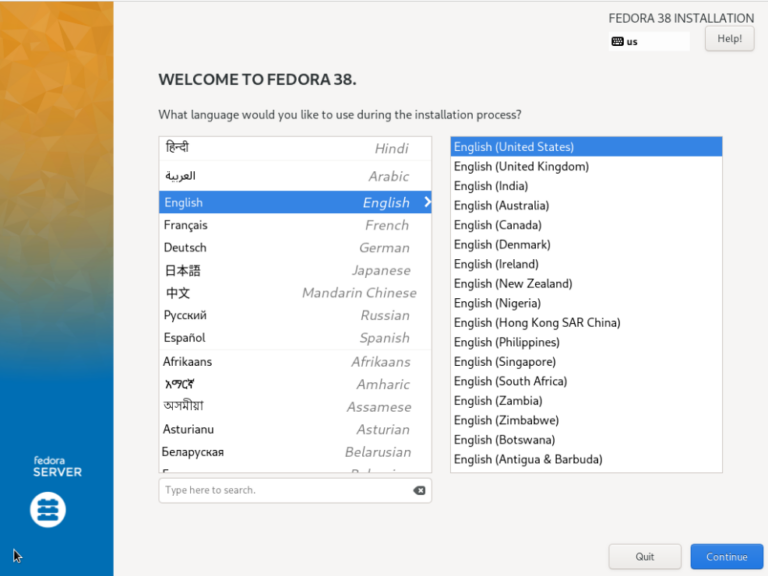 FEDORA 38 INSTALLATION
us
Help!
WELCOME TO FEDORA 38.
What language would you like to use during the installation process?
हिन्दी Hindi
العربية Arabic
English English
Français French
Deutsch German
日本語 Japanese
中文 Mandarin Chinese
Русский Russian
Español Spanish
Afrikaans Afrikaans
አማርኛ Amharic
অসমীয়া Assamese
Asturianu Asturian
Беларуская Belarusian
Type here to search.
English (United States)
English (United Kingdom)
English (India)
English (Australia)
English (Canada)
English (Denmark)
English (Ireland)
English (New Zealand)
English (Nigeria)
English (Hong Kong SAR China)
English (Philippines)
English (Singapore)
English (South Africa)
English (Zambia)
English (Zimbabwe)
English (Botswana)
English (Antigua & Barbuda)
fedora
SERVER
Quit
Continue